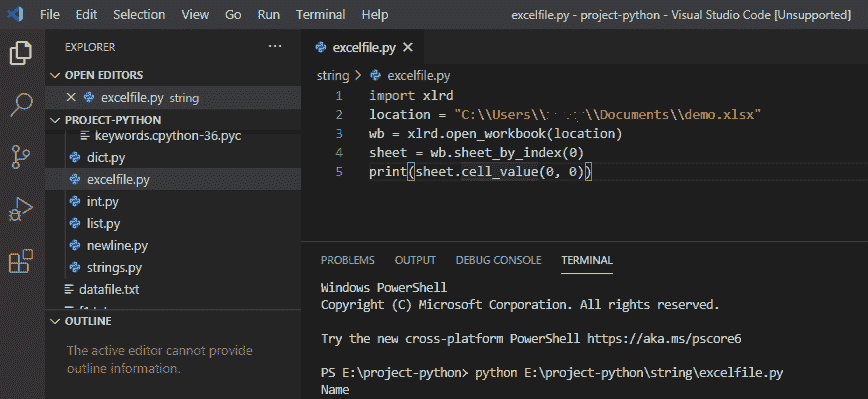 File Edit Selection View Go Run Terminal Help excelfile.py - project-python - Visual Studio Code [Unsupported]
EXPLORER ···
OPEN EDITORS
excelfile.py string
PROJECT-PYTHON
keywords.cpython-36.pyc
dict.py
excelfile.py
int.py
list.py
newline.py
strings.py
datafile.txt
OUTLINE
The active editor cannot provide
outline information.
excelfile.py
string > excelfile.py
1 import xlrd
2 location = "C:\\Users\\ \\Documents\\demo.xlsx"
3 wb = xlrd.open_workbook(location)
4 sheet = wb.sheet_by_index(0)
5 print(sheet.cell_value(0, 0))
PROBLEMS OUTPUT DEBUG CONSOLE TERMINAL
Windows PowerShell
Copyright (C) Microsoft Corporation. All rights reserved.
Try the new cross-platform PowerShell https://aka.ms/pscore6
PS E:\project-python> python E:\project-python\string\excelfile.py
Name